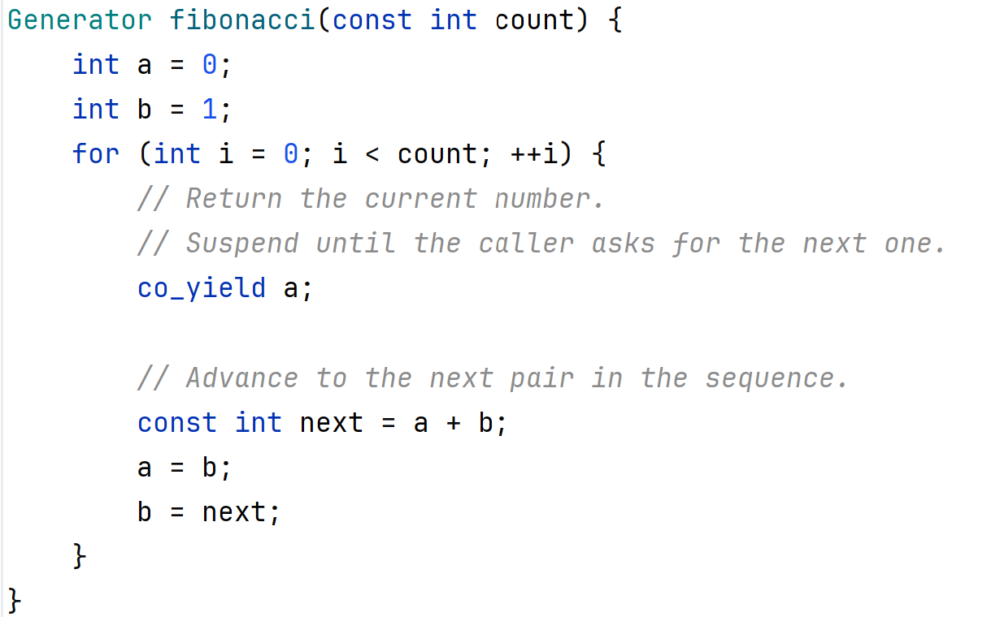 Generator fibonacci(const int count) {
    int a = 0;
    int b = 1;
    for (int i = 0; i < count; ++i) {
        // Return the current number.
        // Suspend until the caller asks for the next one.
        co_yield a;

        // Advance to the next pair in the sequence.
        const int next = a + b;
        a = b;
        b = next;
    }
}